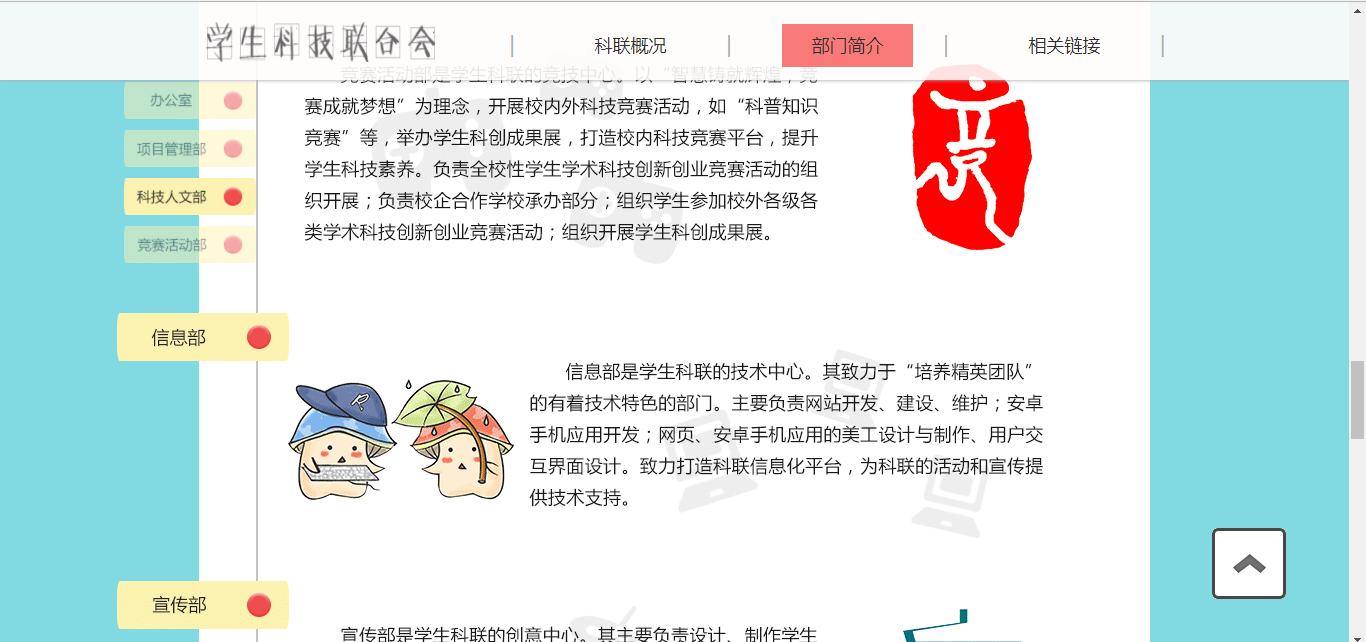 学生科技联合会
科联概况
部门简介
相关链接
竞赛活动部是学生科联的竞技中心。以“智慧铸就辉煌，竞
赛成就梦想”为理念，开展校内外科技竞赛活动，如“科普知识
竞赛”等，举办学生科创成果展，打造校内科技竞赛平台，提升
学生科技素养。负责全校性学生学术科技创新创业竞赛活动的组
织开展；负责校企合作学校承办部分；组织学生参加校外各级各
类学术科技创新创业竞赛活动；组织开展学生科创成果展。
办公室
项目管理部
科技人文部
竞赛活动部
竞
信息部
信息部是学生科联的技术中心。其致力于“培养精英团队”
的有着技术特色的部门。主要负责网站开发、建设、维护；安卓
手机应用开发；网页、安卓手机应用的美工设计与制作、用户交
互界面设计。致力打造科联信息化平台，为科联的活动和宣传提
供技术支持。
宣传部
宣传部是学生科联的创意中心。其主要负责设计、制作学生